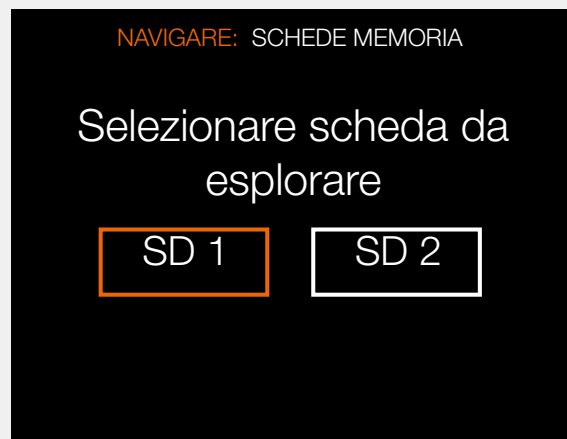 NAVIGARE: SCHEDE MEMORIA
Selezionare scheda da
esplorare
SD 1 SD 2